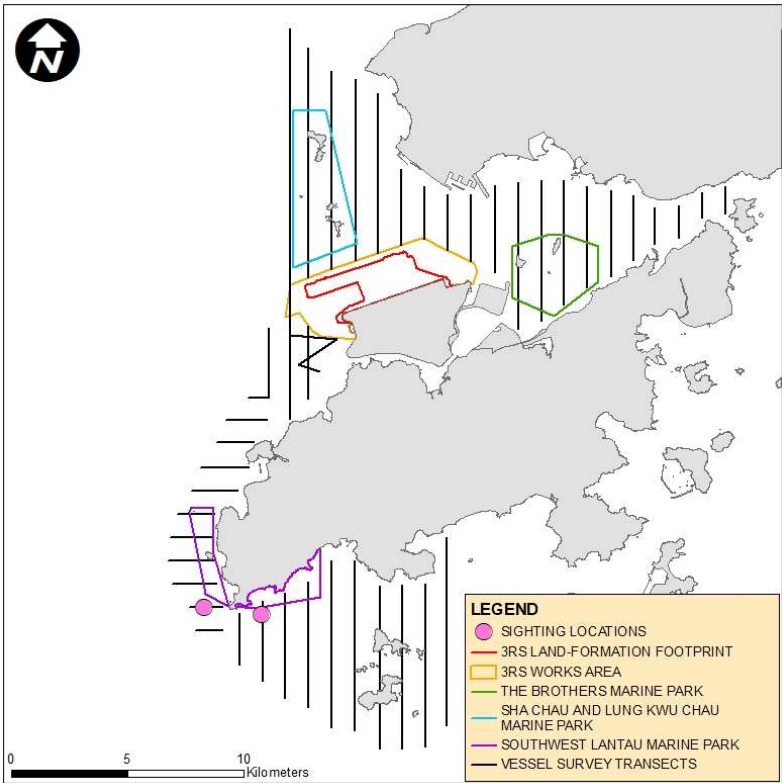 N
LEGEND
SIGHTING LOCATIONS
3RS LAND-FORMATION FOOTPRINT
3RS WORKS AREA
THE BROTHERS MARINE PARK
SHA CHAU AND LUNG KWU CHAU
MARINE PARK
SOUTHWEST LANTAU MARINE PARK
VESSEL SURVEY TRANSECTS
0 5 10
Kilometers